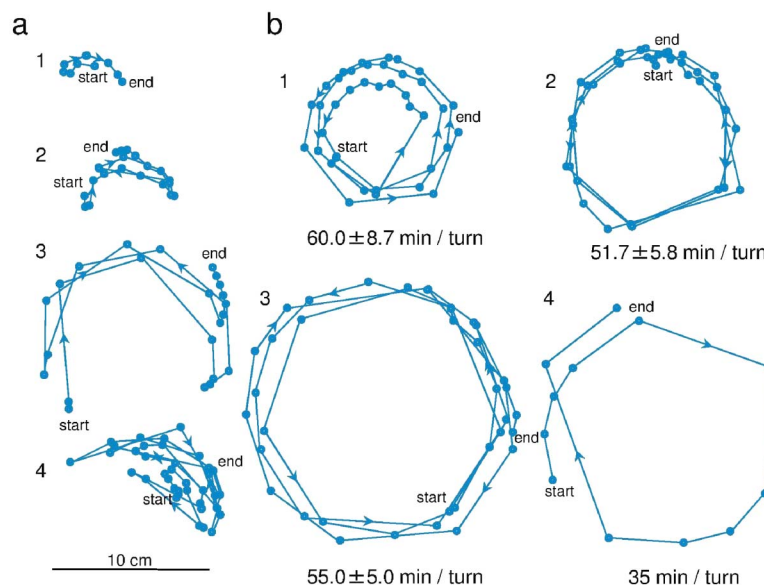 a
1
start
end
2
end
start
3
end
start
4
end
start
10 cm
b
1
end
start
60.0±8.7 min / turn
2
end
start
51.7±5.8 min / turn
3
end
start
55.0±5.0 min / turn
4
end
start
35 min / turn